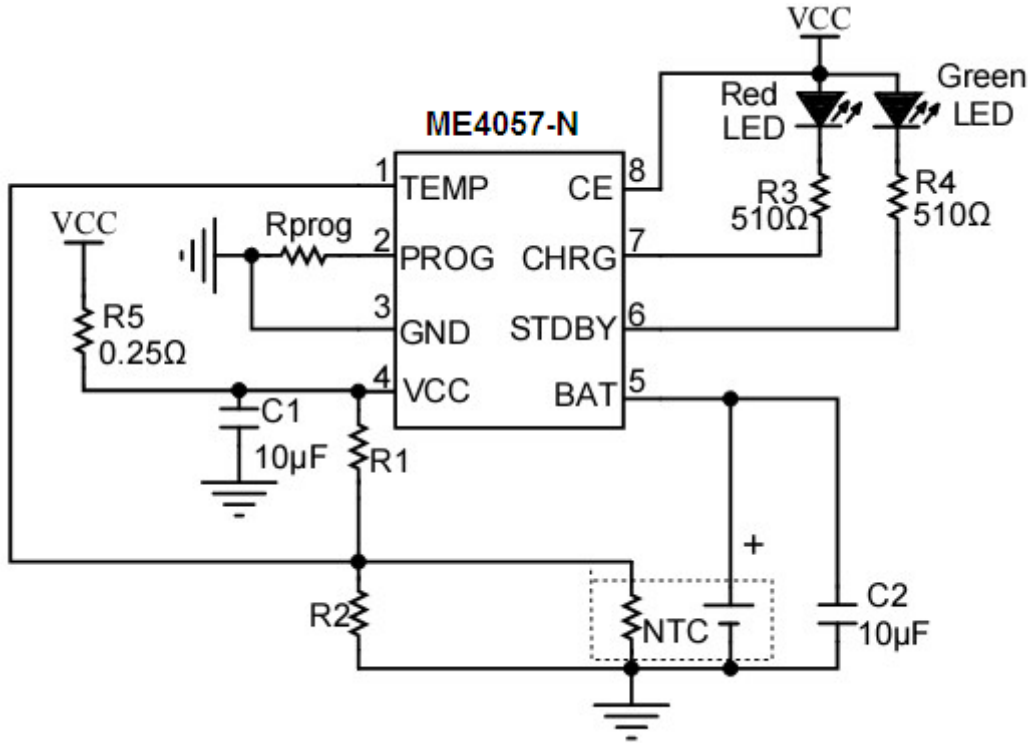 VCC
Green
LED
Red
LED
ME4057-N
1
TEMP
CE
8
R3
510Ω
R4
510Ω
VCC
Rprog
2
PROG
CHRG
7
3
GND
STDBY
6
R5
0.25Ω
4
VCC
BAT
5
C1
10µF
R1
+
R2
NTC
C2
10µF